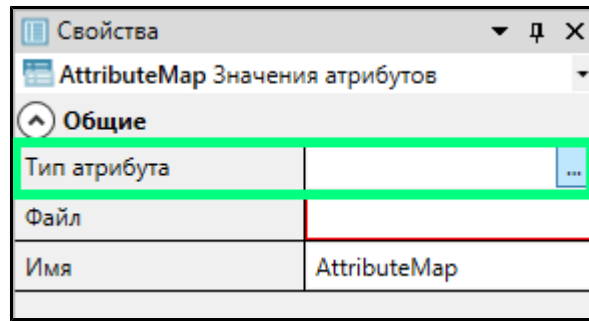 Свойства
AttributeMap Значения атрибутов
Общие
Тип атрибута ...
Файл
Имя AttributeMap